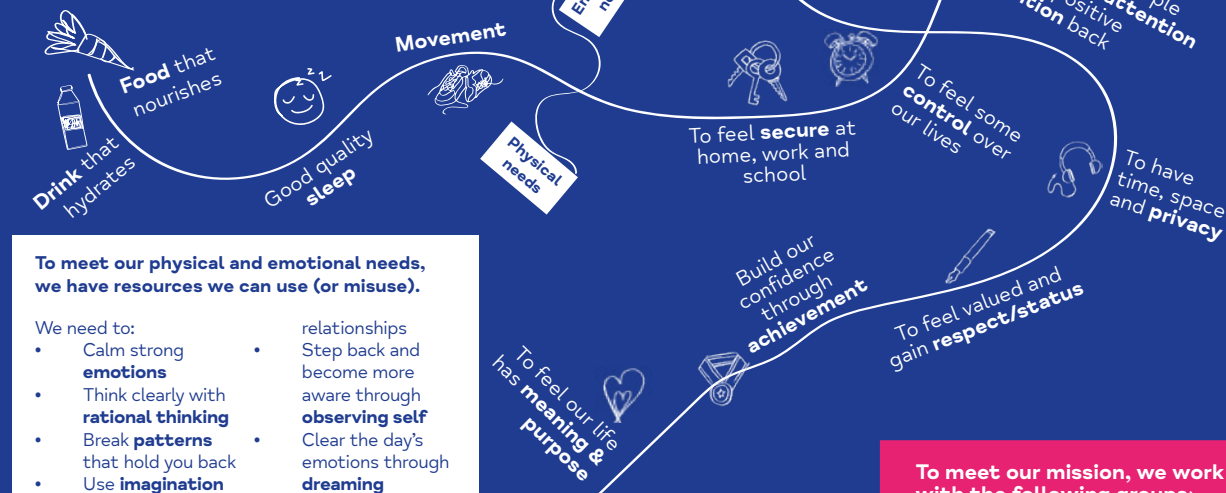 Food that
nourishes
Drink that
hydrates
z z z
Good quality
sleep
Movement
Physical
needs
To feel secure at
home, work and
school
To feel some
control over
our lives
positive
attention
back
To have
time, space
and privacy
To feel valued and
gain respect/status
Build our
confidence
through
achievement
To feel our life
has meaning &
purpose
To meet our physical and emotional needs,
we have resources we can use (or misuse).
We need to:
• Calm strong
emotions
• Think clearly with
rational thinking
• Break patterns
that hold you back
• Use imagination
relationships
• Step back and
become more
aware through
observing self
• Clear the day's
emotions through
dreaming
To meet our mission, we work
with the following groups: